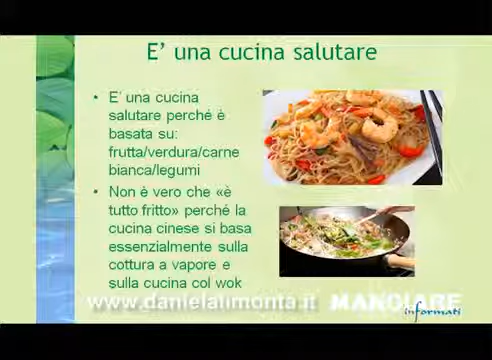 E' una cucina salutare
• E' una cucina
salutare perché è
basata su:
frutta/verdura/carne
bianca/legumi
• Non è vero che «è
tutto fritto» perché la
cucina cinese si basa
essenzialmente sulla
cottura a vapore e
sulla cucina col wok
www.danielalimonta.it MANGIARE
informati